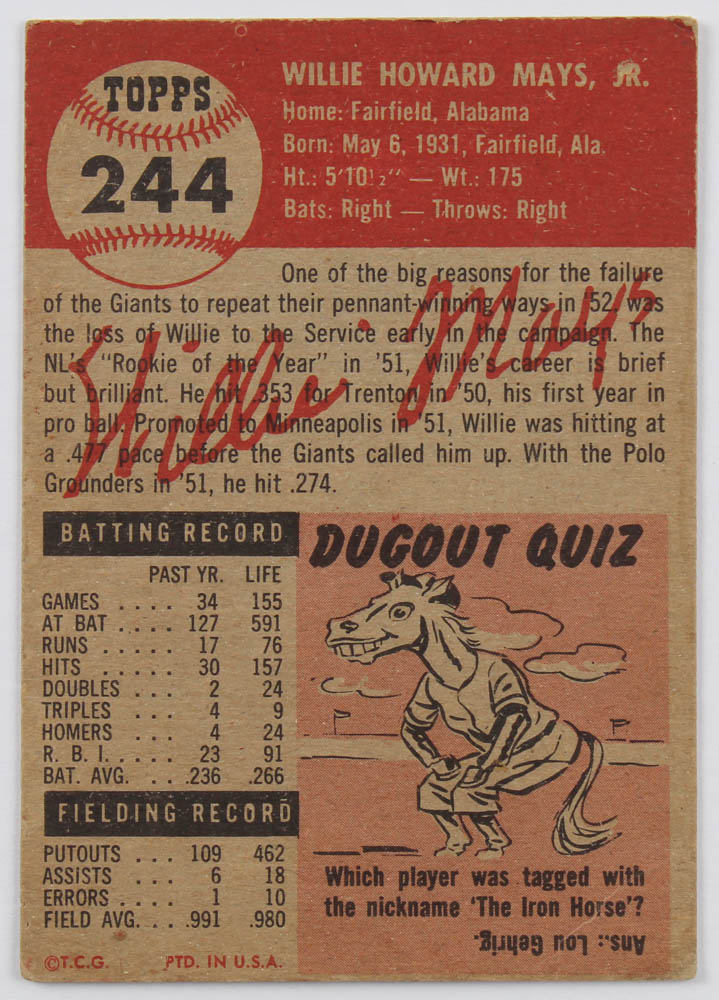 TOPPS
244
WILLIE HOWARD MAYS, JR.
Home: Fairfield, Alabama
Born: May 6, 1931, Fairfield, Ala.
Ht.: 5'10½" — Wt.: 175
Bats: Right — Throws: Right
One of the big reasons for the failure
of the Giants to repeat their pennant-winning ways in '52, was
the loss of Willie to the Service early in the campaign. The
NL's "Rookie of the Year" in '51, Willie's career is brief
but brilliant. He hit .353 for Trenton in '50, his first year in
pro ball. Promoted to Minneapolis in '51, Willie was hitting at
a .477 pace before the Giants called him up. With the Polo
Grounders in '51, he hit .274.
Willie Mays
BATTING RECORD
PAST YR. LIFE
GAMES .... 34 155
AT BAT .... 127 591
RUNS .... 17 76
HITS .... 30 157
DOUBLES ... 2 24
TRIPLES ... 4 9
HOMERS ... 4 24
R. B. I. .... 23 91
BAT. AVG. ... .236 .266
FIELDING RECORD
PUTOUTS ... 109 462
ASSISTS ... 6 18
ERRORS .... 1 10
FIELD AVG. ... .991 .980
©T.C.G. PTD. IN U.S.A.
DUGOUT QUIZ
Which player was tagged with
the nickname 'The Iron Horse'?
Ans.: Lou Gehrig.